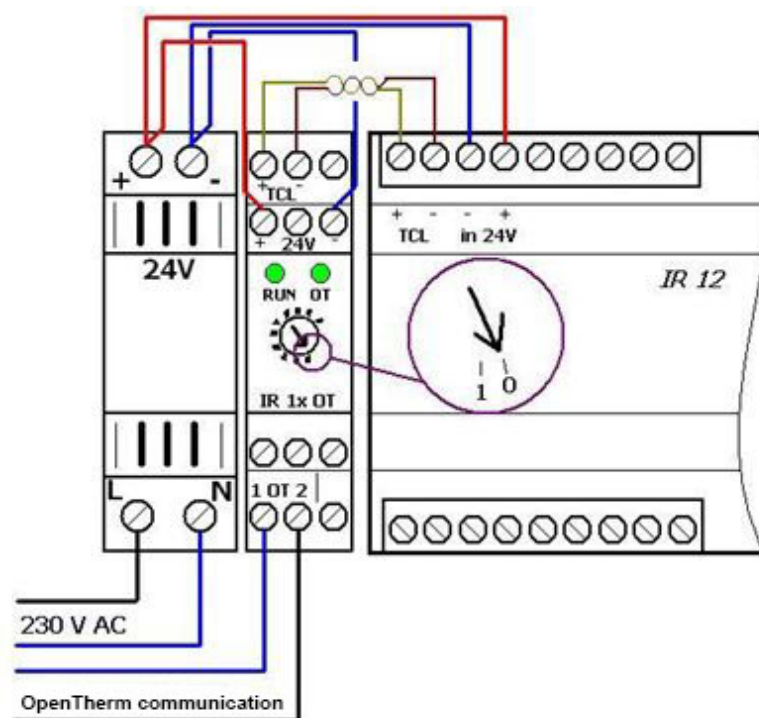 + -
+ -
TCL
+ 24V -
+ - - +
TCL in 24V
24V
RUN OT
IR 12
1 0
IR 1x OT
L N
1 OT 2
230 V AC
OpenTherm communication